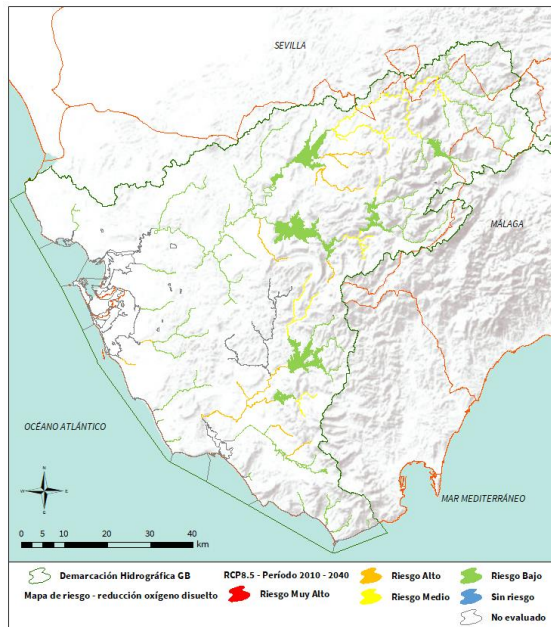 SEVILLA
MÁLAGA
OCÉANO ATLÁNTICO
MAR MEDITERRÁNEO
N
W E
S
0 5 10 20 30 40
km
Demarcación Hidrográfica GB
Mapa de riesgo - reducción oxígeno disuelto
RCP8.5 - Período 2010 - 2040
Riesgo Muy Alto
Riesgo Alto
Riesgo Medio
Riesgo Bajo
Sin riesgo
No evaluado